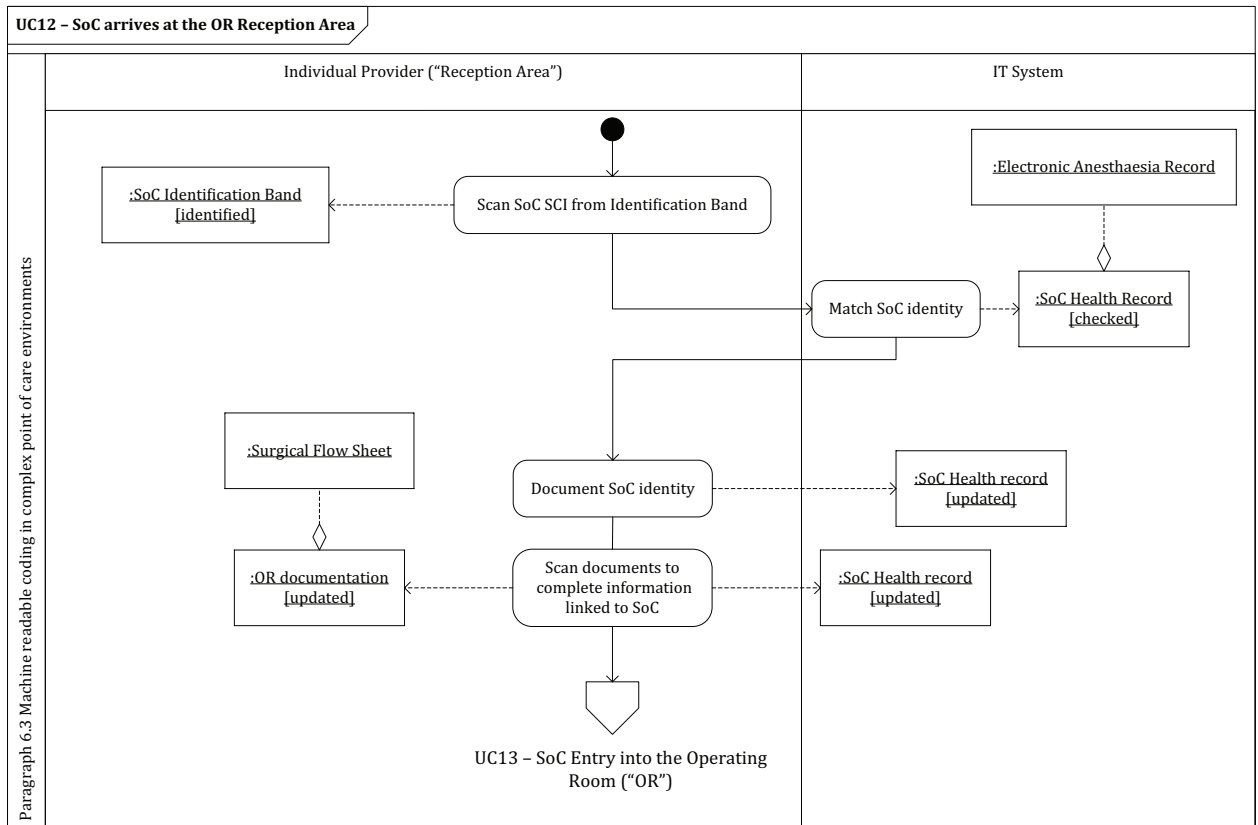 UC12 – SoC arrives at the OR Reception Area
Individual Provider (“Reception Area”)
IT System
Paragraph 6.3 Machine readable coding in complex point of care environments
:SoC Identification Band
[identified]
Scan SoC SCI from Identification Band
:Electronic Anesthaesia Record
Match SoC identity
:SoC Health Record
[checked]
:Surgical Flow Sheet
Document SoC identity
:SoC Health record
[updated]
:OR documentation
[updated]
Scan documents to
complete information
linked to SoC
:SoC Health record
[updated]
UC13 – SoC Entry into the Operating
Room (“OR”)